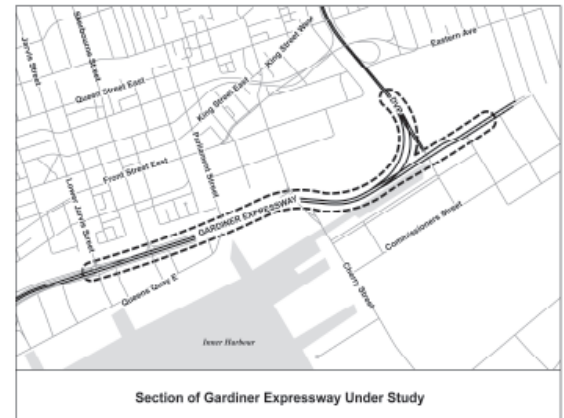 Jarvis Street
Sherbourne Street
King Street West
Eastern Ave
Queen Street East
King Street East
DVP
Parliament Street
Front Street East
Lower Jarvis Street
GARDINER EXPRESSWAY
Commissioners Street
Queens Quay E
Cherry Street
Inner Harbour
Section of Gardiner Expressway Under Study